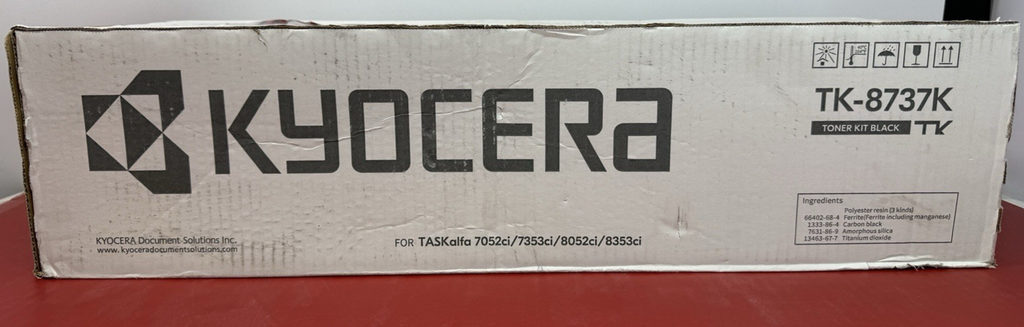 KYOCERA
TK-8737K
TONER KIT BLACK TK
Ingredients
Polyester resin (3 kinds)
66402-68-4 Ferrite(Ferrite including manganese)
1333-86-4 Carbon black
7631-86-9 Amorphous silica
13463-67-7 Titanium dioxide
KYOCERA Document Solutions Inc.
www.kyoceradocumentsolutions.com
FOR TASKalfa 7052ci/7353ci/8052ci/8353ci